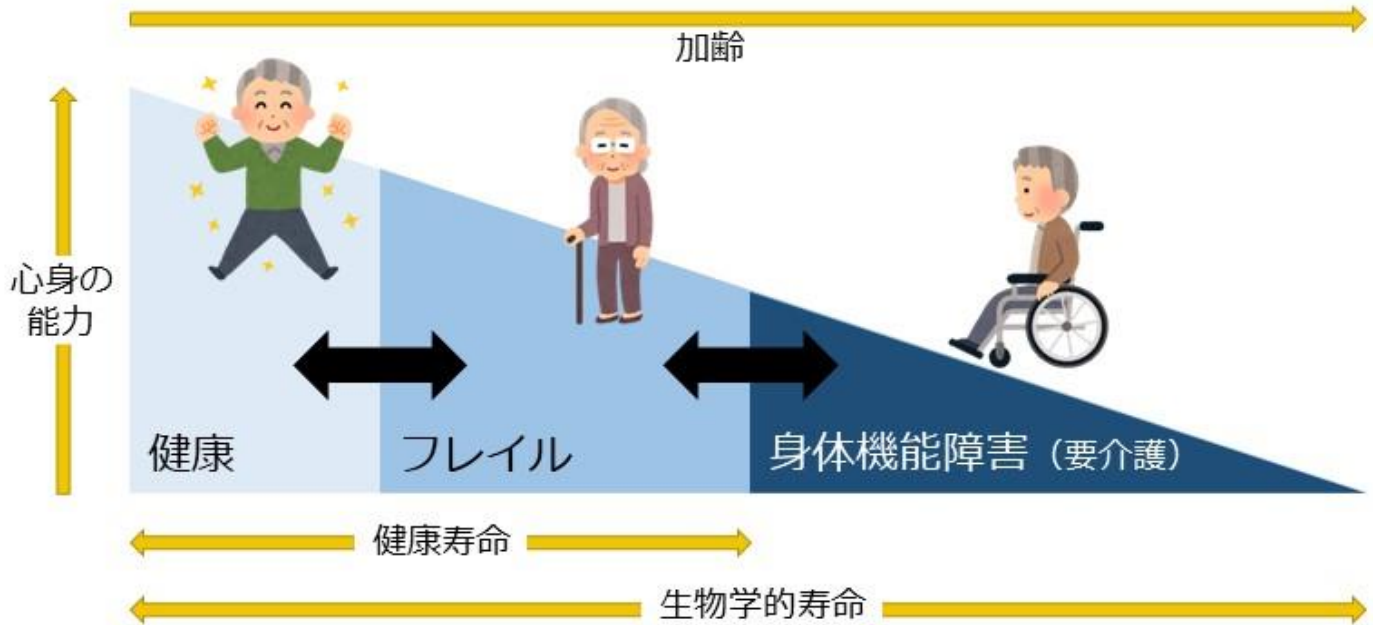 加齢
心身の
能力
健康
フレイル
身体機能障害（要介護）
健康寿命
生物学的寿命